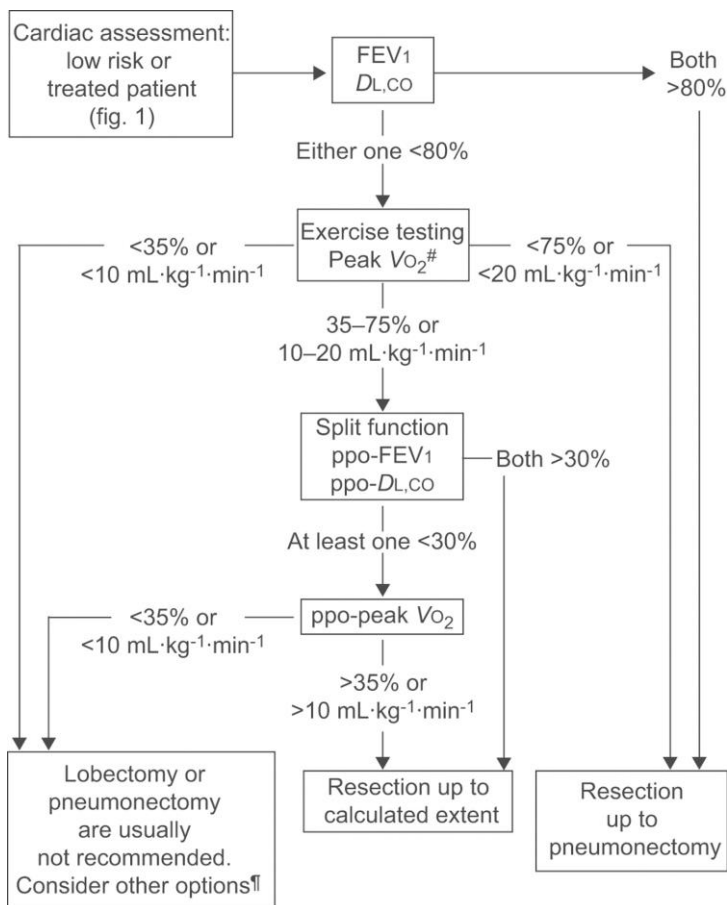 Cardiac assessment:
low risk or
treated patient
(fig. 1)
FEV1
DL,CO
Both
>80%
Either one <80%
Exercise testing
Peak VO2#
<35% or
<10 mL·kg-1·min-1
<75% or
<20 mL·kg-1·min-1
35–75% or
10–20 mL·kg-1·min-1
Split function
ppo-FEV1
ppo-DL,CO
Both >30%
At least one <30%
ppo-peak VO2
<35% or
<10 mL·kg-1·min-1
>35% or
>10 mL·kg-1·min-1
Lobectomy or
pneumonectomy
are usually
not recommended.
Consider other options¶
Resection up to
calculated extent
Resection
up to
pneumonectomy